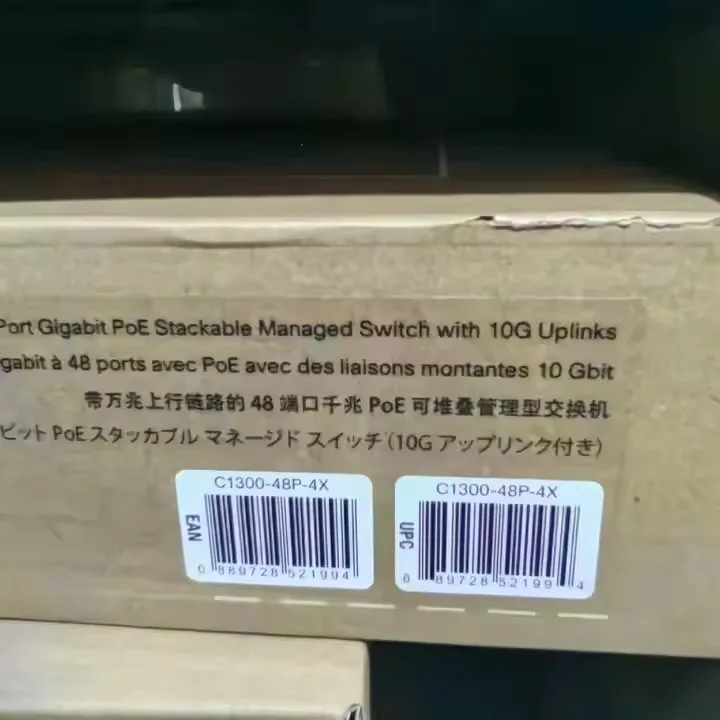 Port Gigabit PoE Stackable Managed Switch with 10G Uplinks
gabit à 48 ports avec PoE avec des liaisons montantes 10 Gbit
带万兆上行链路的 48 端口千兆 PoE 可堆叠管理型交换机
ビット PoE スタッカブル マネージド スイッチ (10G アップリンク付き)
C1300-48P-4X
EAN
0 889728 521994
C1300-48P-4X
UPC
8 89728 52199 4